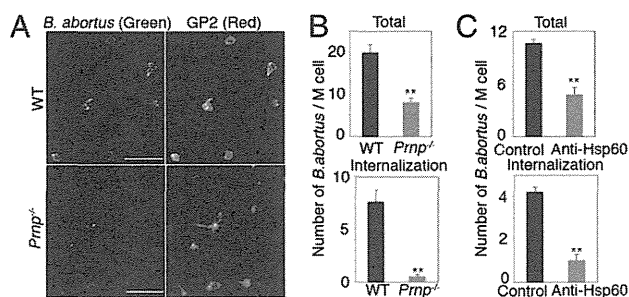 A
B. abortus (Green) GP2 (Red)
WT
Prnp-/-
B
Total
20
10
0
WT Prnp-/-
**
Internalization
10
5
0
WT Prnp-/-
**
Number of B.abortus / M cell
C
Total
12
6
0
Control Anti-Hsp60
**
Internalization
4
2
0
Control Anti-Hsp60
**
Number of B.abortus / M cell